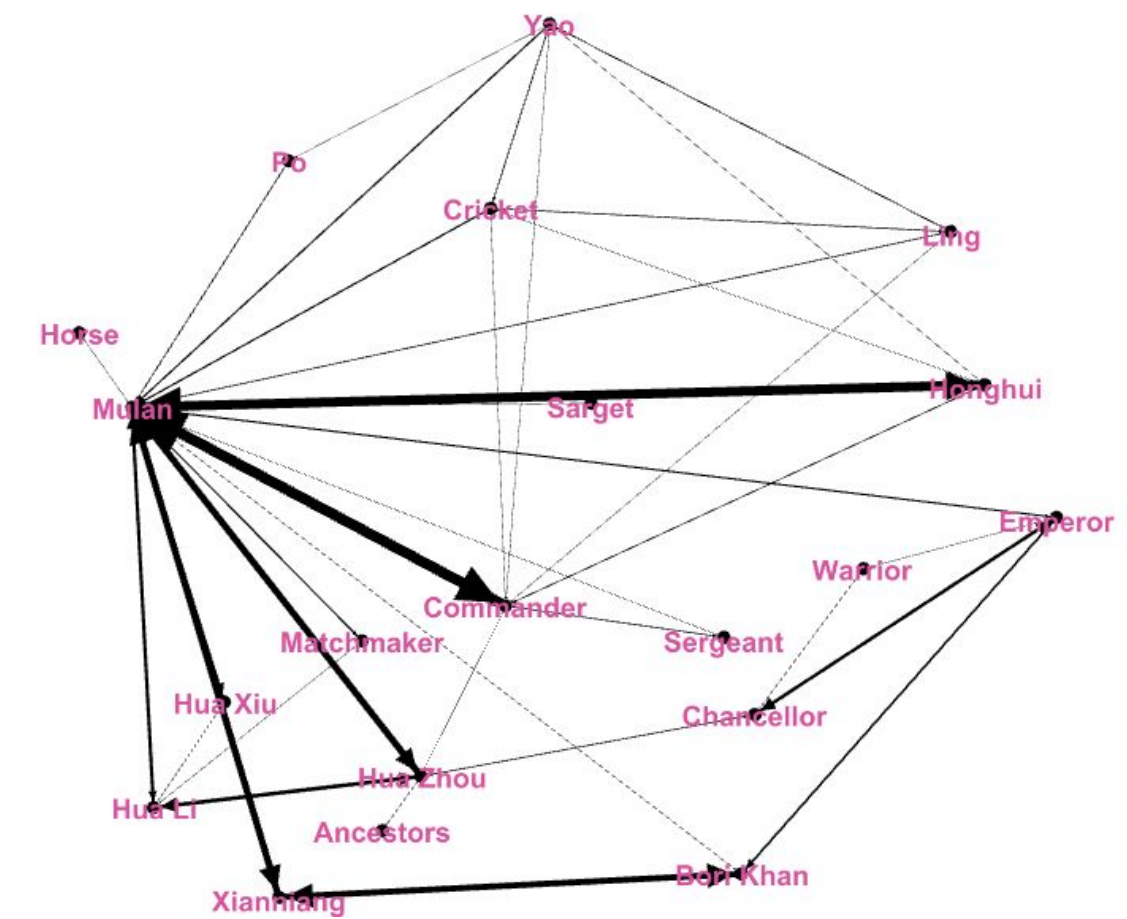 Yao
Po
Cricket
Ling
Horse
Honghui
Mulan
Sarget
Emperor
Warrior
Commander
Matchmaker
Sergeant
Hua Xiu
Chancellor
Hua Zhou
Hua Li
Ancestors
Bori Khan
Xianniang